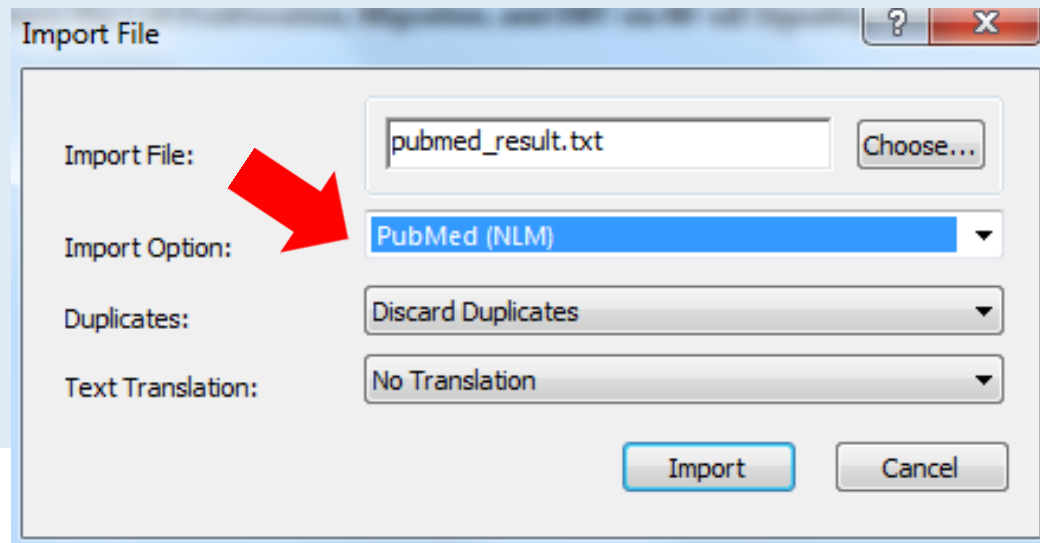 Import File
Import File:
pubmed_result.txt
Choose...
Import Option:
PubMed (NLM)
Duplicates:
Discard Duplicates
Text Translation:
No Translation
Import
Cancel